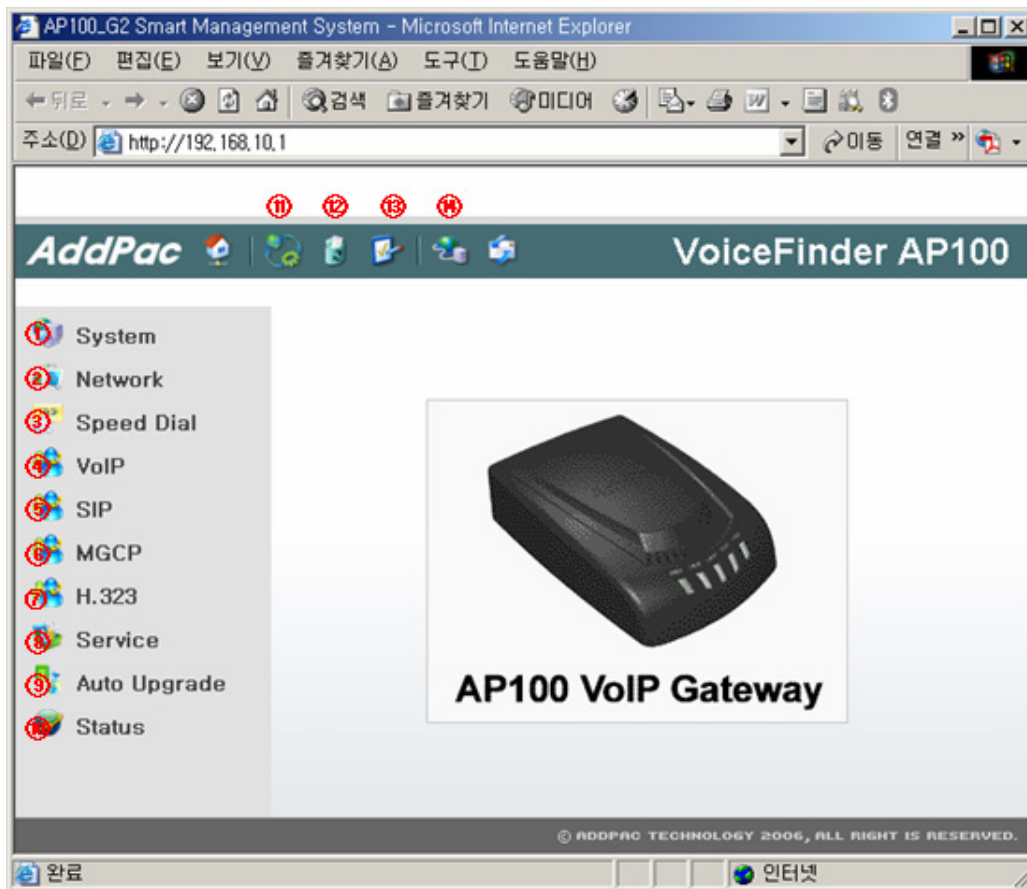 AP100_G2 Smart Management System - Microsoft Internet Explorer
파일(F) 편집(E) 보기(V) 즐겨찾기(A) 도구(T) 도움말(H)
뒤로 검색 즐겨찾기 미디어
주소(D) http://192.168.10.1 이동 연결 »
⑪ ⑫ ⑬ ⑭
AddPac VoiceFinder AP100
① System
② Network
③ Speed Dial
④ VoIP
⑤ SIP
⑥ MGCP
⑦ H.323
⑧ Service
⑨ Auto Upgrade
⑩ Status
AP100 VoIP Gateway
© ADDPAC TECHNOLOGY 2006, ALL RIGHT IS RESERVED.
완료 인터넷